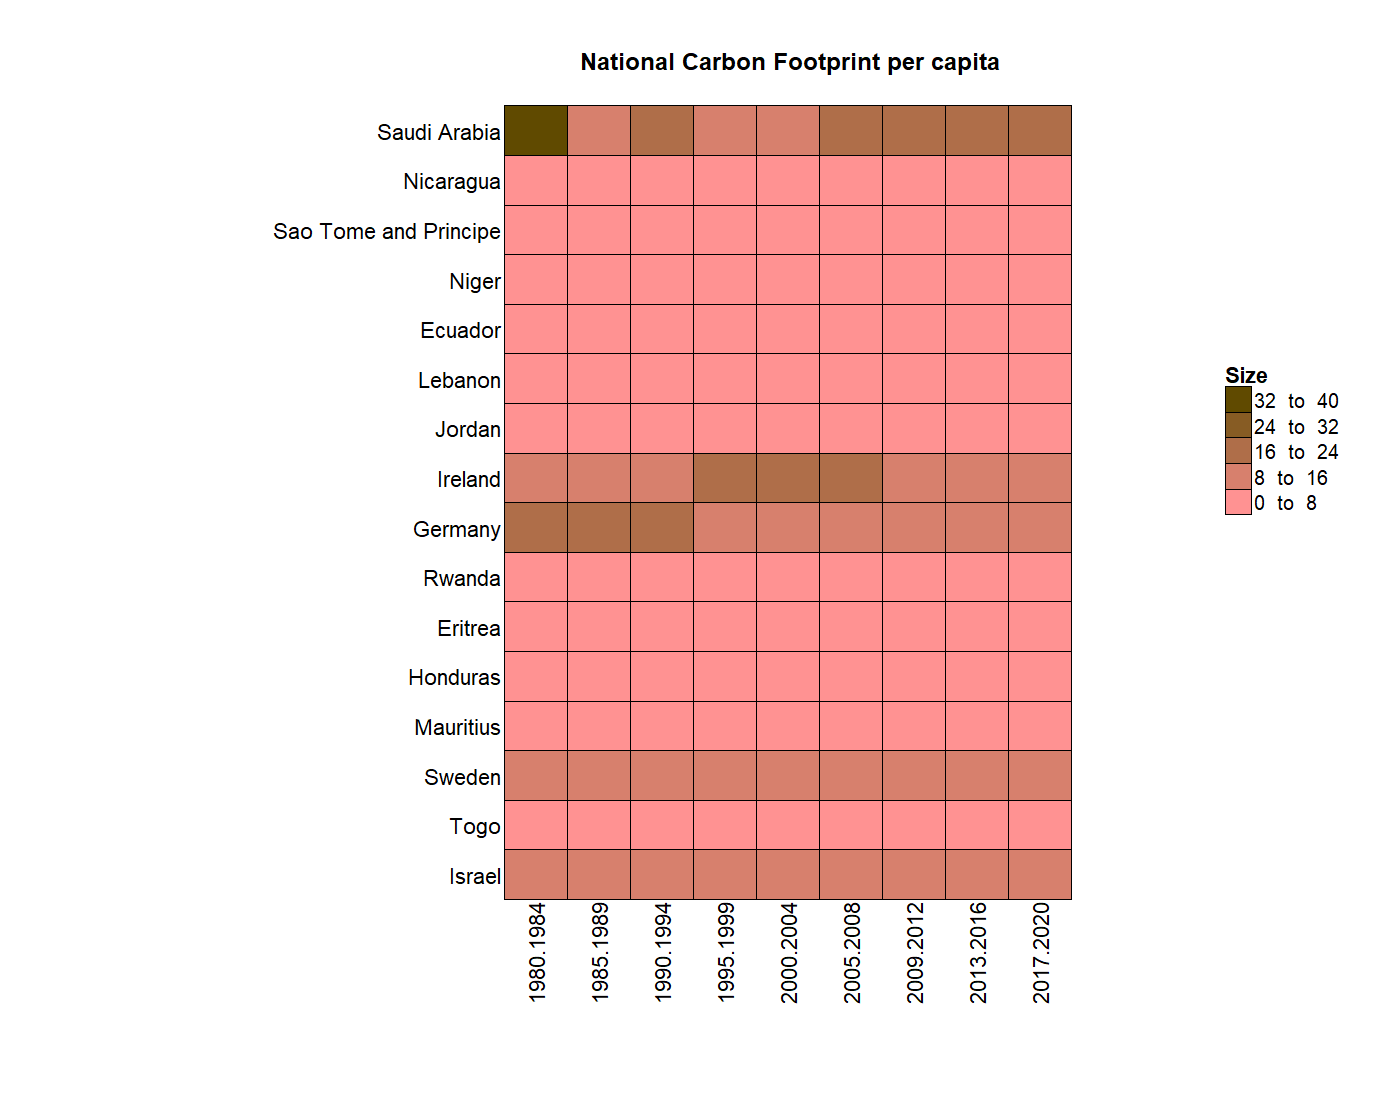 National Carbon Footprint per capita
Saudi Arabia
Nicaragua
Sao Tome and Principe
Niger
Ecuador
Lebanon
Jordan
Ireland
Germany
Rwanda
Eritrea
Honduras
Mauritius
Sweden
Togo
Israel
1980.1984
1985.1989
1990.1994
1995.1999
2000.2004
2005.2008
2009.2012
2013.2016
2017.2020
Size
32 to 40
24 to 32
16 to 24
8 to 16
0 to 8